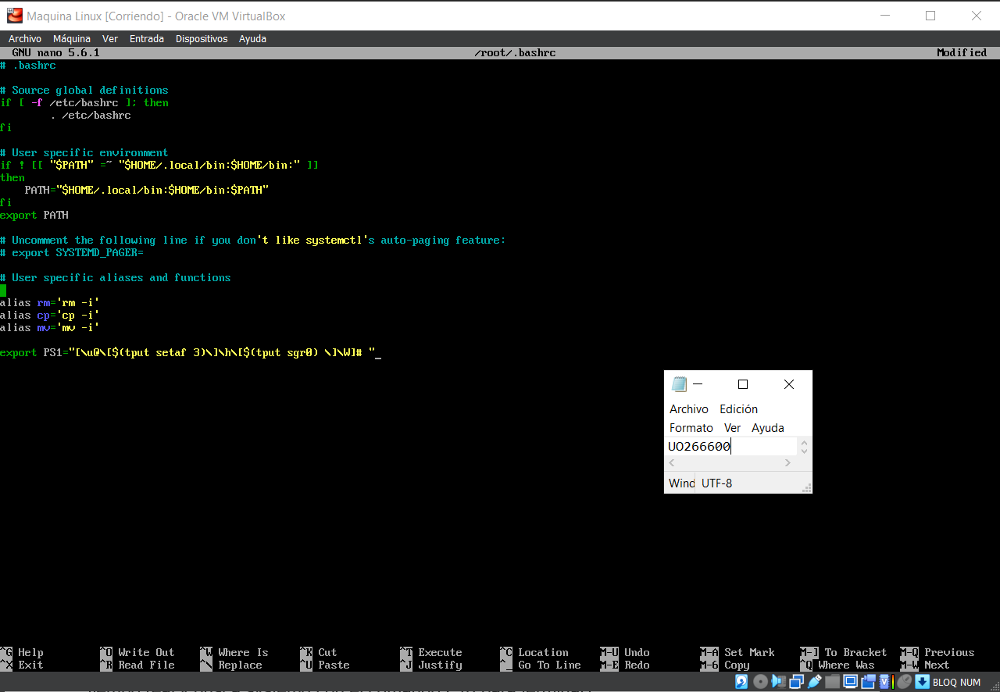 Maquina Linux [Corriendo] - Oracle VM VirtualBox
Archivo Máquina Ver Entrada Dispositivos Ayuda
GNU nano 5.6.1 /root/.bashrc Modified
# .bashrc
# Source global definitions
if [ -f /etc/bashrc ]; then
. /etc/bashrc
fi
# User specific environment
if ! [[ "$PATH" =~ "$HOME/.local/bin:$HOME/bin:" ]]
then
PATH="$HOME/.local/bin:$HOME/bin:$PATH"
fi
export PATH
# Uncomment the following line if you don't like systemctl's auto-paging feature:
# export SYSTEMD_PAGER=
# User specific aliases and functions
alias rm='rm -i'
alias cp='cp -i'
alias mv='mv -i'
export PS1="[\u@\[$(tput setaf 3)\]\h\[$(tput sgr0) \]\W]# "
Archivo Edición
Formato Ver Ayuda
UO266600
Wind UTF-8
^G Help ^O Write Out ^W Where Is ^K Cut ^T Execute ^C Location M-U Undo M-A Set Mark M-] To Bracket M-Q Previous
^X Exit ^R Read File ^\ Replace ^U Paste ^J Justify ^_ Go To Line M-E Redo M-6 Copy ^Q Where Was M-W Next
BLOQ NUM